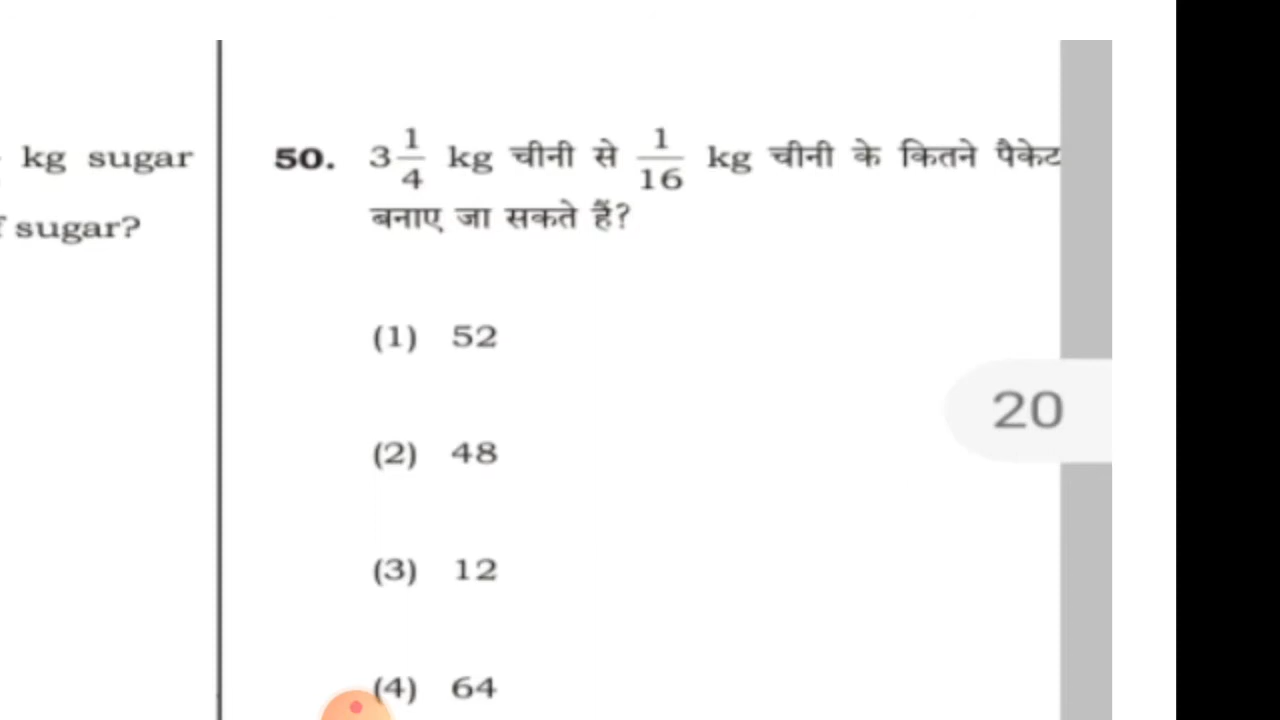 kg sugar
sugar?
50. 3 1/4 kg चीनी से 1/16 kg चीनी के कितने पैकेट
बनाए जा सकते हैं?
(1) 52
(2) 48
20
(3) 12
(4) 64